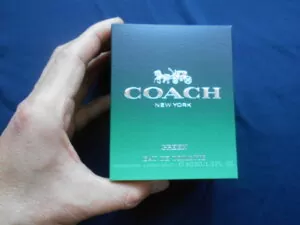 COACH
NEW YORK
GREEN
EAU DE TOILETTE